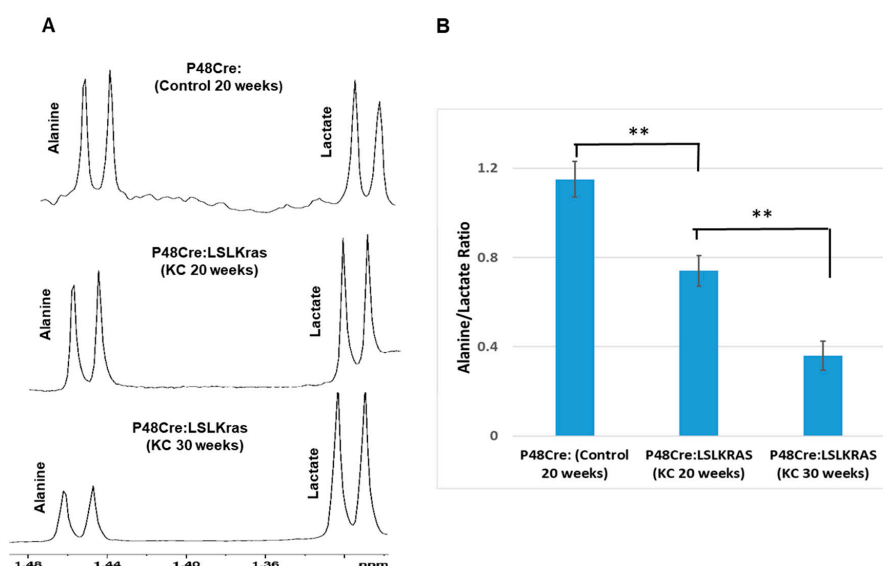 A
P48Cre:
(Control 20 weeks)
Alanine
Lactate
P48Cre:LSLKras
(KC 20 weeks)
Alanine
Lactate
P48Cre:LSLKras
(KC 30 weeks)
Alanine
Lactate
1.48 1.44 1.40 1.36 ppm
B
Alanine/Lactate Ratio
1.2
0.8
0.4
0
**
**
P48Cre: (Control
20 weeks)
P48Cre:LSLKRAS
(KC 20 weeks)
P48Cre:LSLKRAS
(KC 30 weeks)